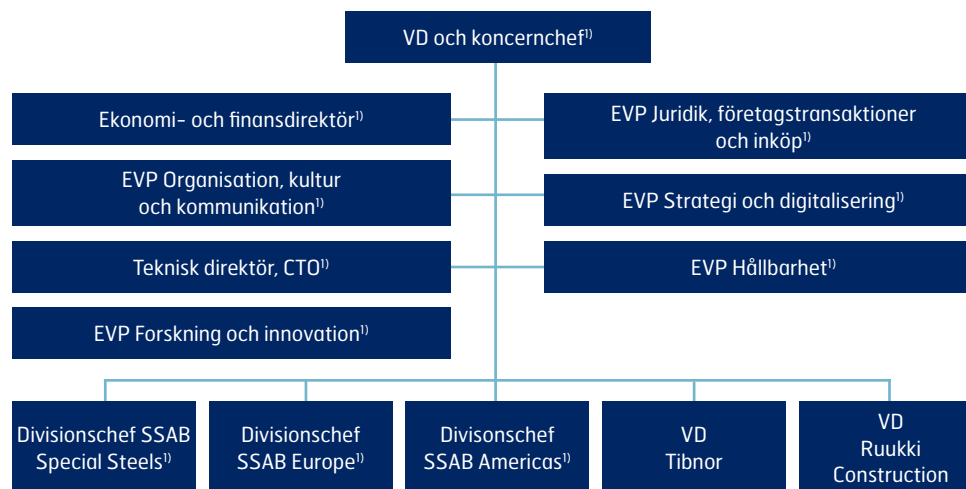 VD och koncernchef¹⁾
Ekonomi- och finansdirektör¹⁾
EVP Juridik, företagstransaktioner
och inköp¹⁾
EVP Organisation, kultur
och kommunikation¹⁾
EVP Strategi och digitalisering¹⁾
Teknisk direktör, CTO¹⁾
EVP Hållbarhet¹⁾
EVP Forskning och innovation¹⁾
Divisionschef SSAB
Special Steels¹⁾
Divisionschef
SSAB Europe¹⁾
Divisonschef
SSAB Americas¹⁾
VD
Tibnor
VD
Ruukki
Construction